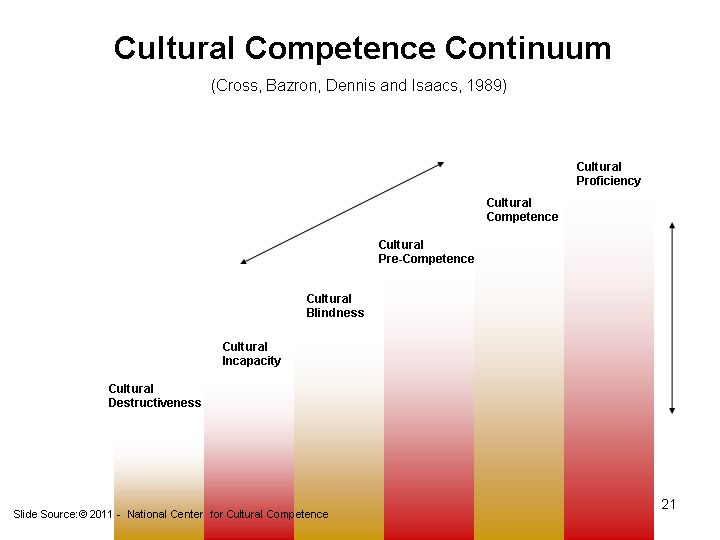 Cultural Competence Continuum
(Cross, Bazron, Dennis and Isaacs, 1989)
Cultural
Proficiency
Cultural
Competence
Cultural
Pre-Competence
Cultural
Blindness
Cultural
Incapacity
Cultural
Destructiveness
Slide Source: © 2011 - National Center for Cultural Competence
21